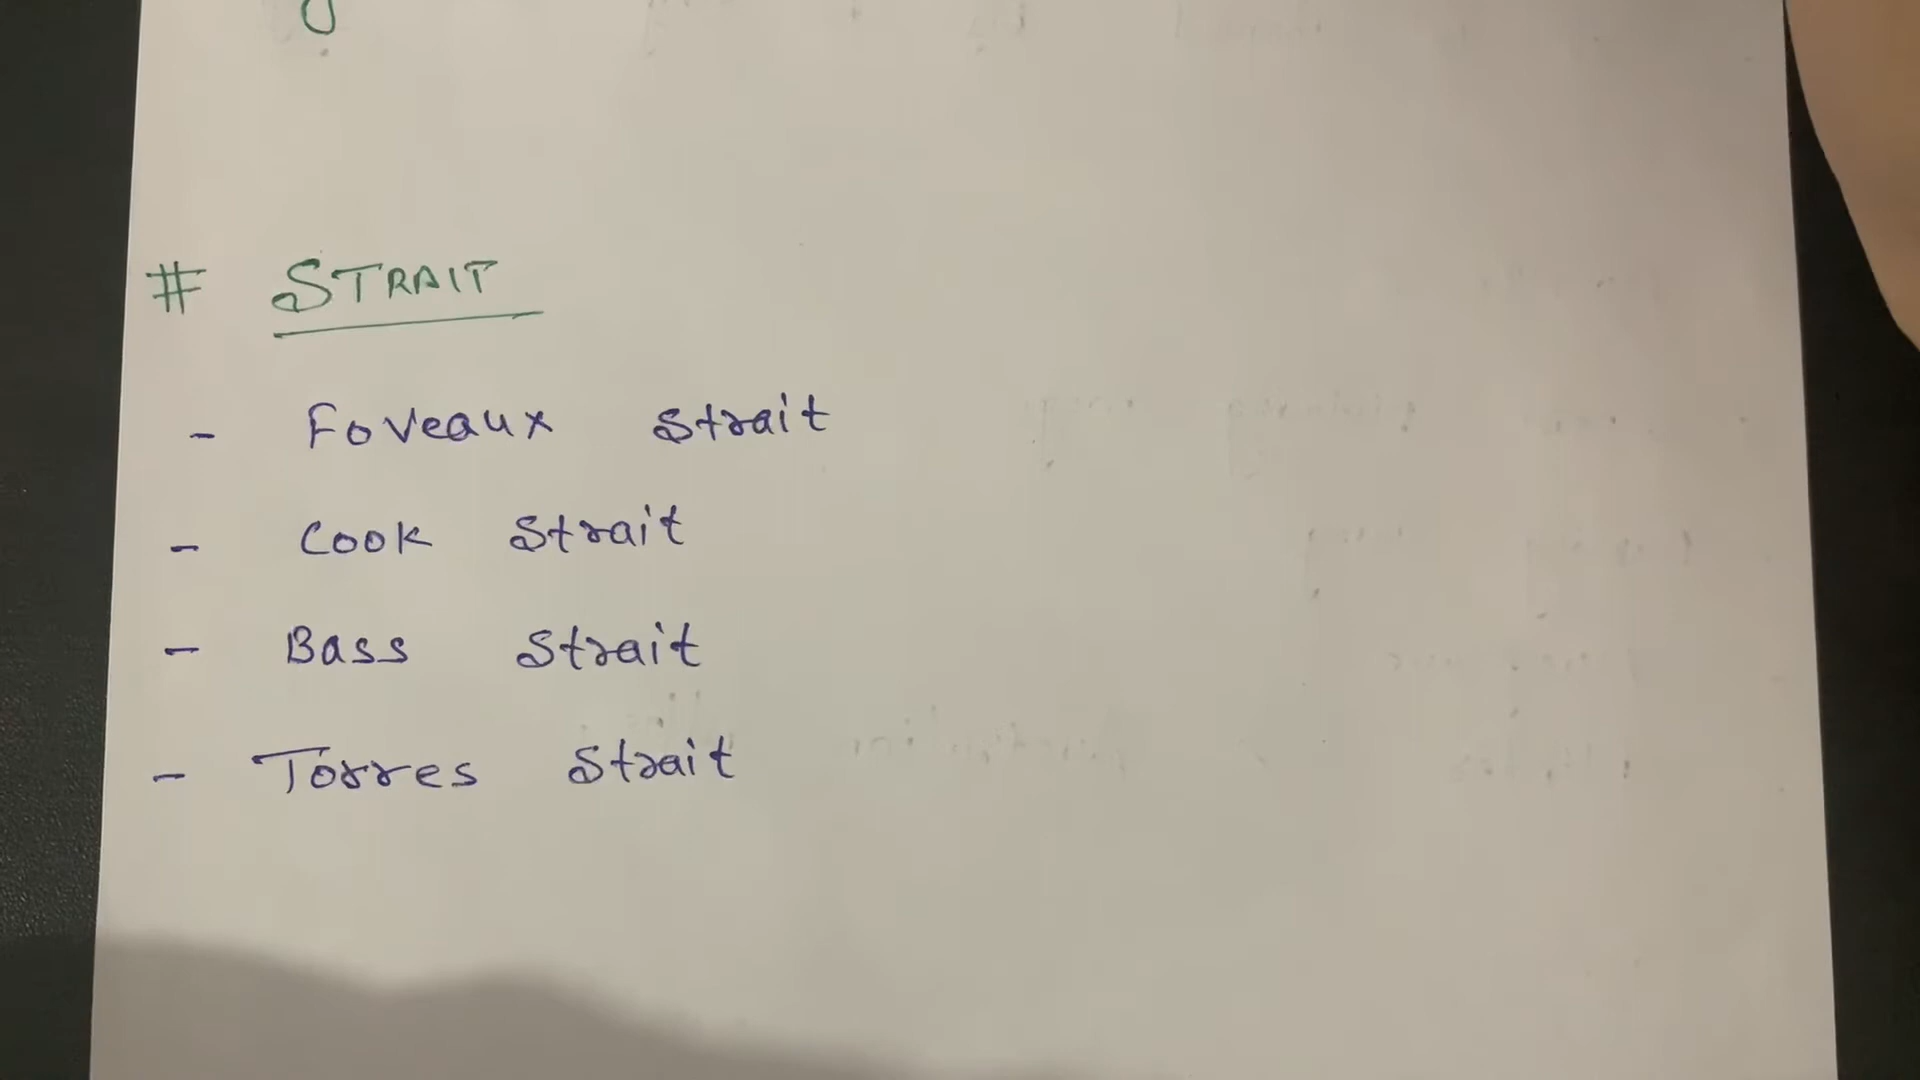 # STRAIT
- Foveaux Strait
- Cook Strait
- Bass Strait
- Torres Strait